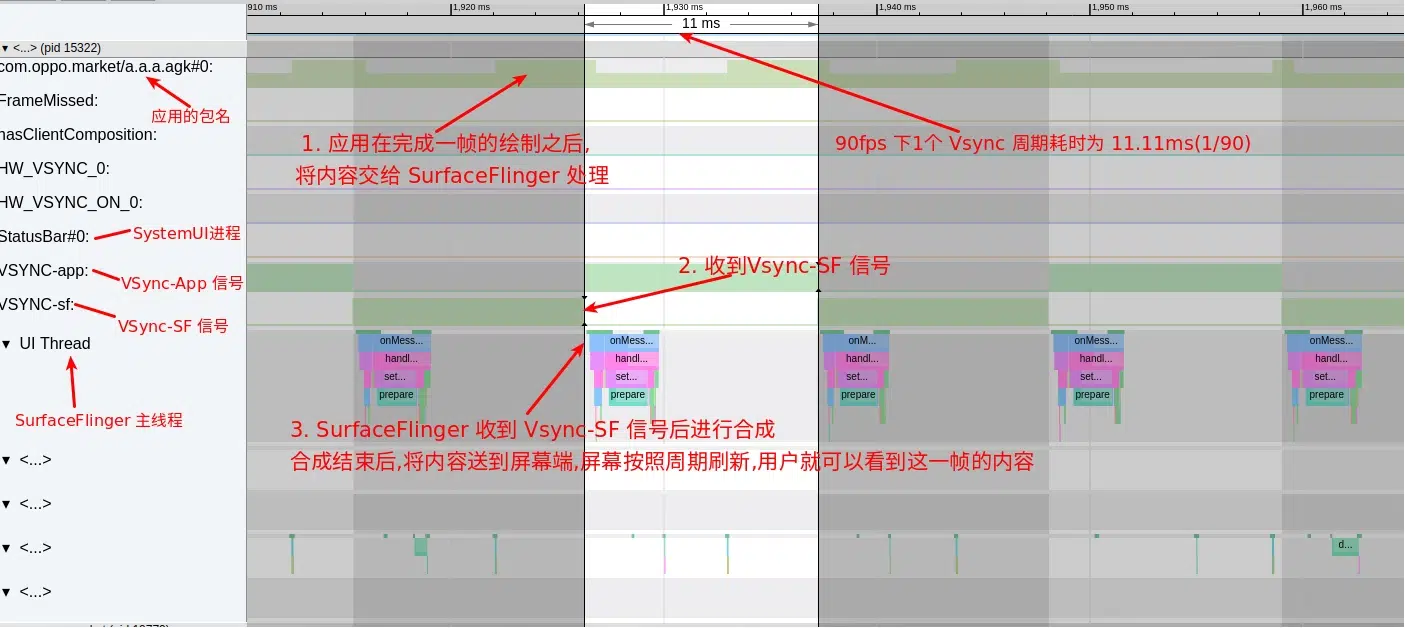 910 ms
1,920 ms
1,930 ms
1,940 ms
1,950 ms
1,960 ms
11 ms
▼ <...> (pid 15322)
com.oppo.market/a.a.a.agk#0:
应用的包名
FrameMissed:
hasClientComposition:
1. 应用在完成一帧的绘制之后,
将内容交给 SurfaceFlinger 处理
90fps 下1个 Vsync 周期耗时为 11.11ms(1/90)
HW_VSYNC_0:
HW_VSYNC_ON_0:
StatusBar#0:
SystemUI进程
VSYNC-app:
VSync-App 信号
2. 收到Vsync-SF 信号
VSYNC-sf:
VSync-SF 信号
▼ UI Thread
onMess...
handl...
set...
prepare
onMess...
handl...
set...
prepare
onM...
handl...
set...
prepare
onMess...
handl...
set...
prepare
onMess...
handl...
set...
prepare
SurfaceFlinger 主线程
3. SurfaceFlinger 收到 Vsync-SF 信号后进行合成
合成结束后,将内容送到屏幕端,屏幕按照周期刷新,用户就可以看到这一帧的内容
▼ <...>
▼ <...>
▼ <...>
d...
▼ <...>